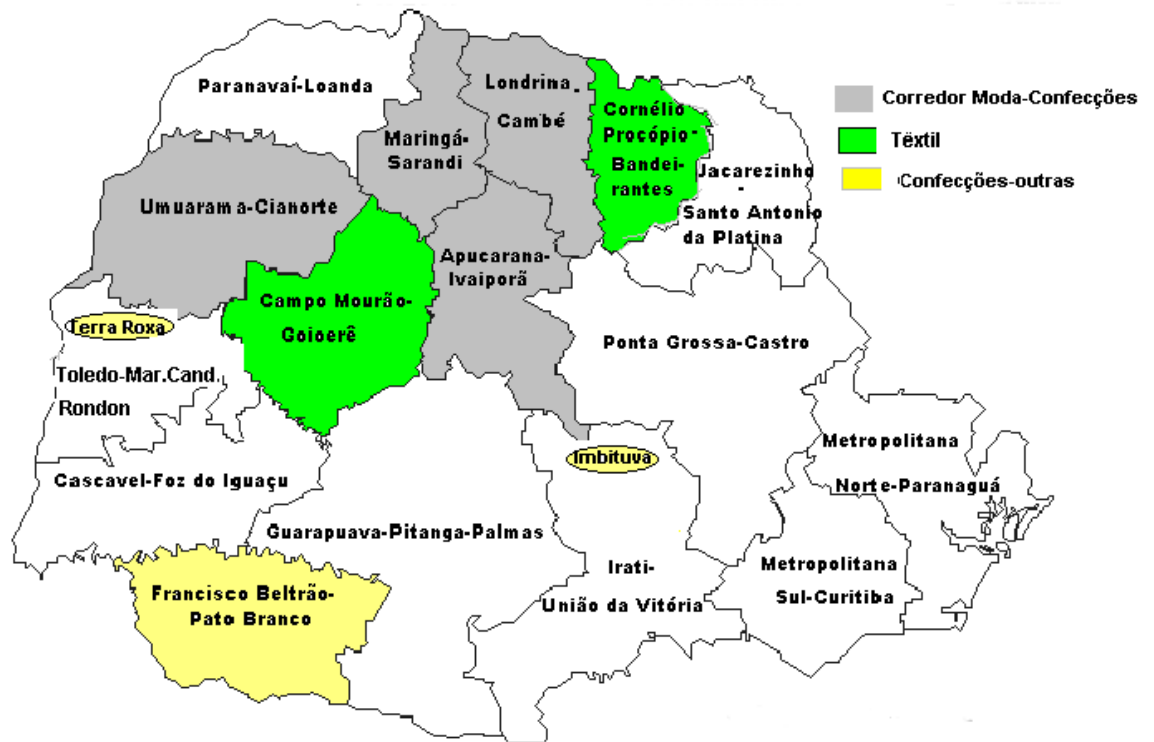 Paranavaí-Loanda
Londrina
Cambé
Maringá-
Sarandi
Cornélio
Procópio-
Bandei-
rantes
Jacarezinho
-
Santo Antonio
da Platina
Corredor Moda-Confecções
Têxtil
Confecções-outras
Umuarama-Cianorte
Apucarana-
Ivaiporã
Campo Mourão-
Goioerê
Terra Roxa
Toledo-Mar.Cand.
Rondon
Ponta Grossa-Castro
Cascavel-Foz do Iguaçu
Imbituva
Metropolitana
Norte-Paranaguá
Guarapuava-Pitanga-Palmas
Irati-
União da Vitória
Metropolitana
Sul-Curitiba
Francisco Beltrão-
Pato Branco